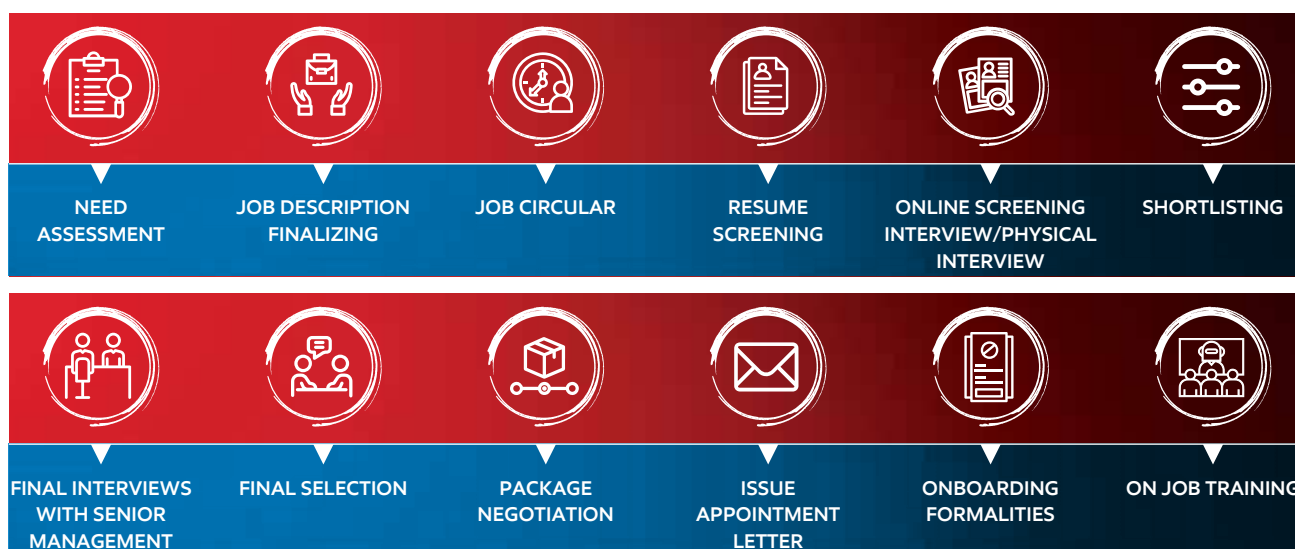 NEED
ASSESSMENT
JOB DESCRIPTION
FINALIZING
JOB CIRCULAR
RESUME
SCREENING
ONLINE SCREENING
INTERVIEW/PHYSICAL
INTERVIEW
SHORTLISTING
FINAL INTERVIEWS
WITH SENIOR
MANAGEMENT
FINAL SELECTION
PACKAGE
NEGOTIATION
ISSUE
APPOINTMENT
LETTER
ONBOARDING
FORMALITIES
ON JOB TRAINING